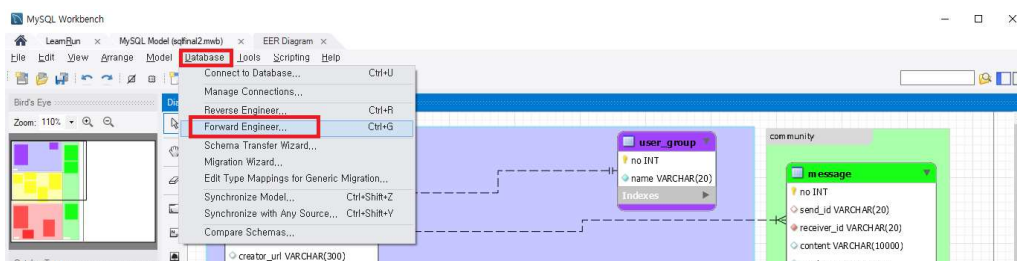 MySQL Workbench
LearnRun × MySQL Model (sqlfinal2.mwb) × EER Diagram ×
File Edit View Arrange Model Database Tools Scripting Help
Connect to Database... Ctrl+U
Manage Connections...
Bird's Eye
Dia
Reverse Engineer... Ctrl+R
Zoom: 110%
Forward Engineer... Ctrl+G
Schema Transfer Wizard...
Migration Wizard...
Edit Type Mappings for Generic Migration...
Synchronize Model... Ctrl+Shift+Z
Synchronize with Any Source... Ctrl+Shift+Y
Compare Schemas...
creator_url VARCHAR(300)
user_group
no INT
name VARCHAR(20)
Indexes
community
message
no INT
send_id VARCHAR(20)
receiver_id VARCHAR(20)
content VARCHAR(10000)